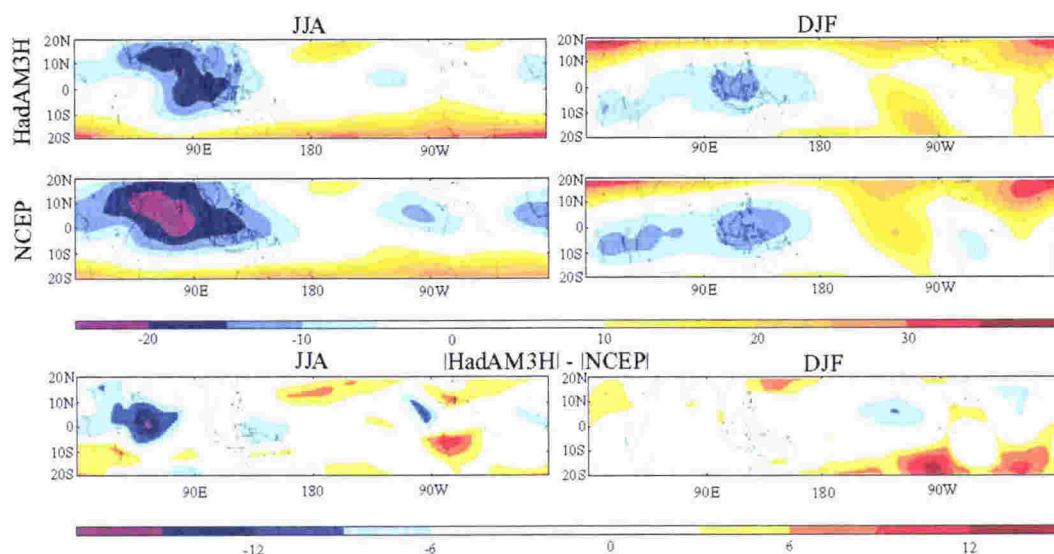 JJA DJF
HadAM3H
20N 20N
10N 10N
0 0
10S 10S
20S 20S
90E 180 90W 90E 180 90W
NCEP
20N 20N
10N 10N
0 0
10S 10S
20S 20S
90E 180 90W 90E 180 90W
-20 -10 0 10 20 30
JJA |HadAM3H| - |NCEP| DJF
20N 20N
10N 10N
0 0
10S 10S
20S 20S
90E 180 90W 90E 180 90W
-12 -6 0 6 12